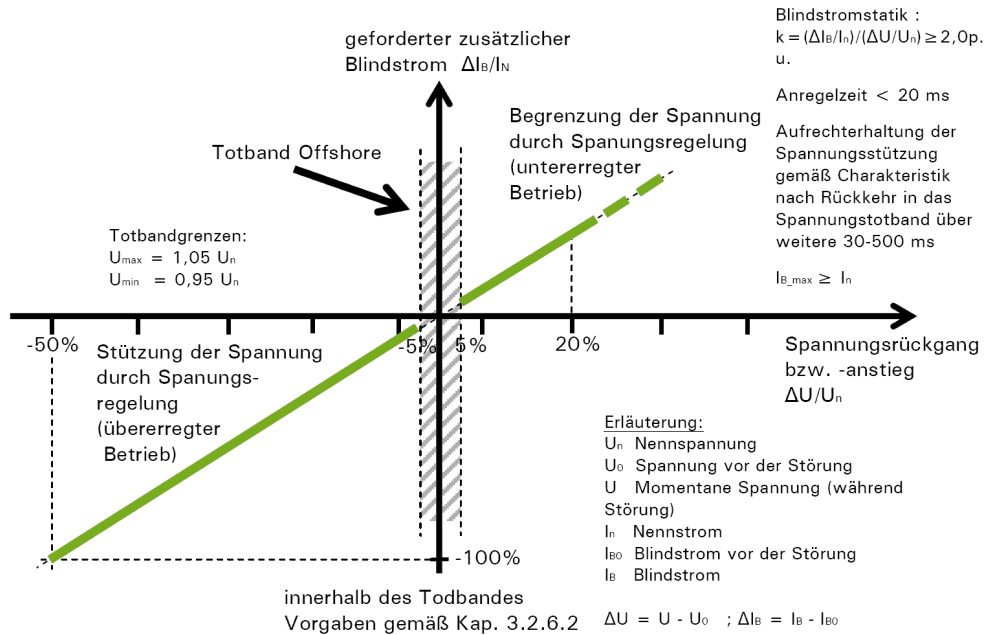 geforderter zusätzlicher
Blindstrom ΔIB/IN
Blindstromstatik :
k=(ΔIB/In)/(ΔU/Un)≥2,0p.
u.
Anregelzeit < 20 ms
Aufrechterhaltung der
Spannungsstützung
gemäß Charakteristik
nach Rückkehr in das
Spannungstotband über
weitere 30-500 ms
IB_max ≥ In
Begrenzung der Spannung
durch Spanungsregelung
(untererregter
Betrieb)
Totband Offshore
Totbandgrenzen:
Umax = 1,05 Un
Umin = 0,95 Un
-50%
-5%
5%
20%
Stützung der Spannung
durch Spanungs-
regelung
(übererregter
Betrieb)
Spannungsrückgang
bzw. -anstieg
ΔU/Un
-100%
Erläuterung:
Un Nennspannung
U0 Spannung vor der Störung
U Momentane Spannung (während
Störung)
In Nennstrom
IB0 Blindstrom vor der Störung
IB Blindstrom
ΔU = U - U0 ; ΔIB = IB - IB0
innerhalb des Todbandes
Vorgaben gemäß Kap. 3.2.6.2